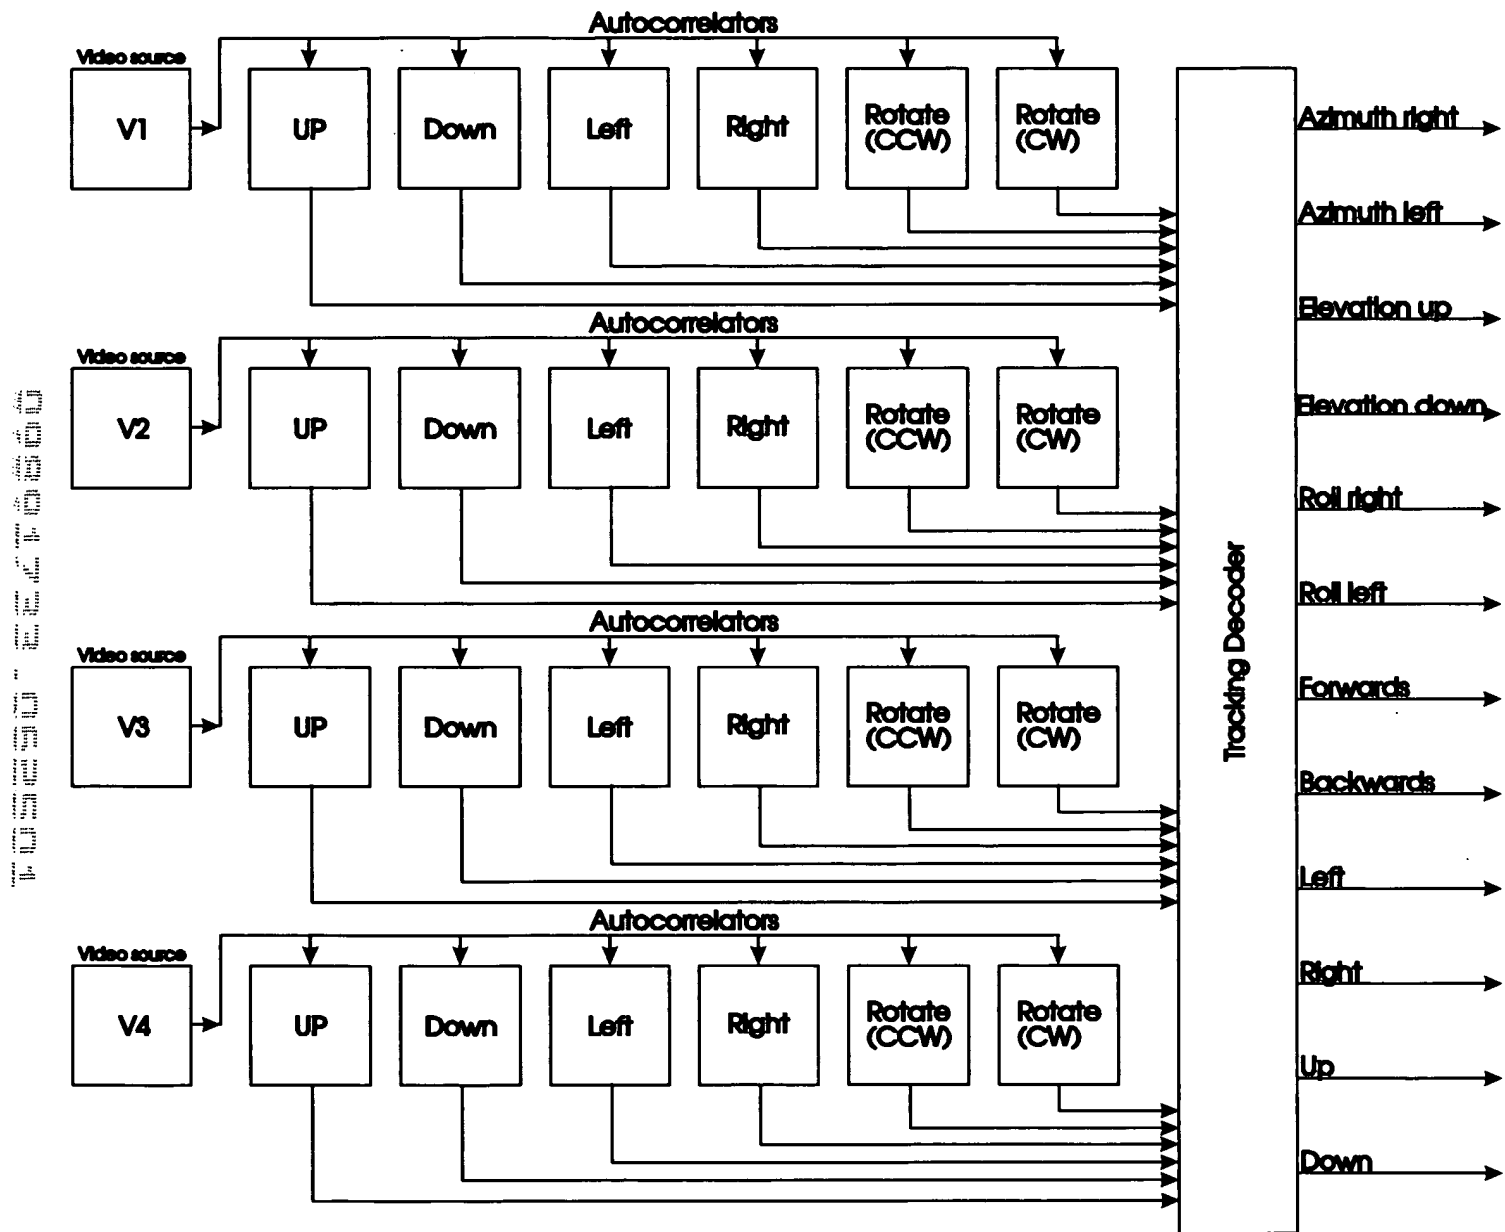 Autocorrelators
Video source
V1
UP
Down
Left
Right
Rotate
(CCW)
Rotate
(CW)
Autocorrelators
Video source
V2
UP
Down
Left
Right
Rotate
(CCW)
Rotate
(CW)
Autocorrelators
Video source
V3
UP
Down
Left
Right
Rotate
(CCW)
Rotate
(CW)
Autocorrelators
Video source
V4
UP
Down
Left
Right
Rotate
(CCW)
Rotate
(CW)
Tracking Decoder
Azimuth right
Azimuth left
Elevation up
Elevation down
Roll right
Roll left
Forwards
Backwards
Left
Right
Up
Down